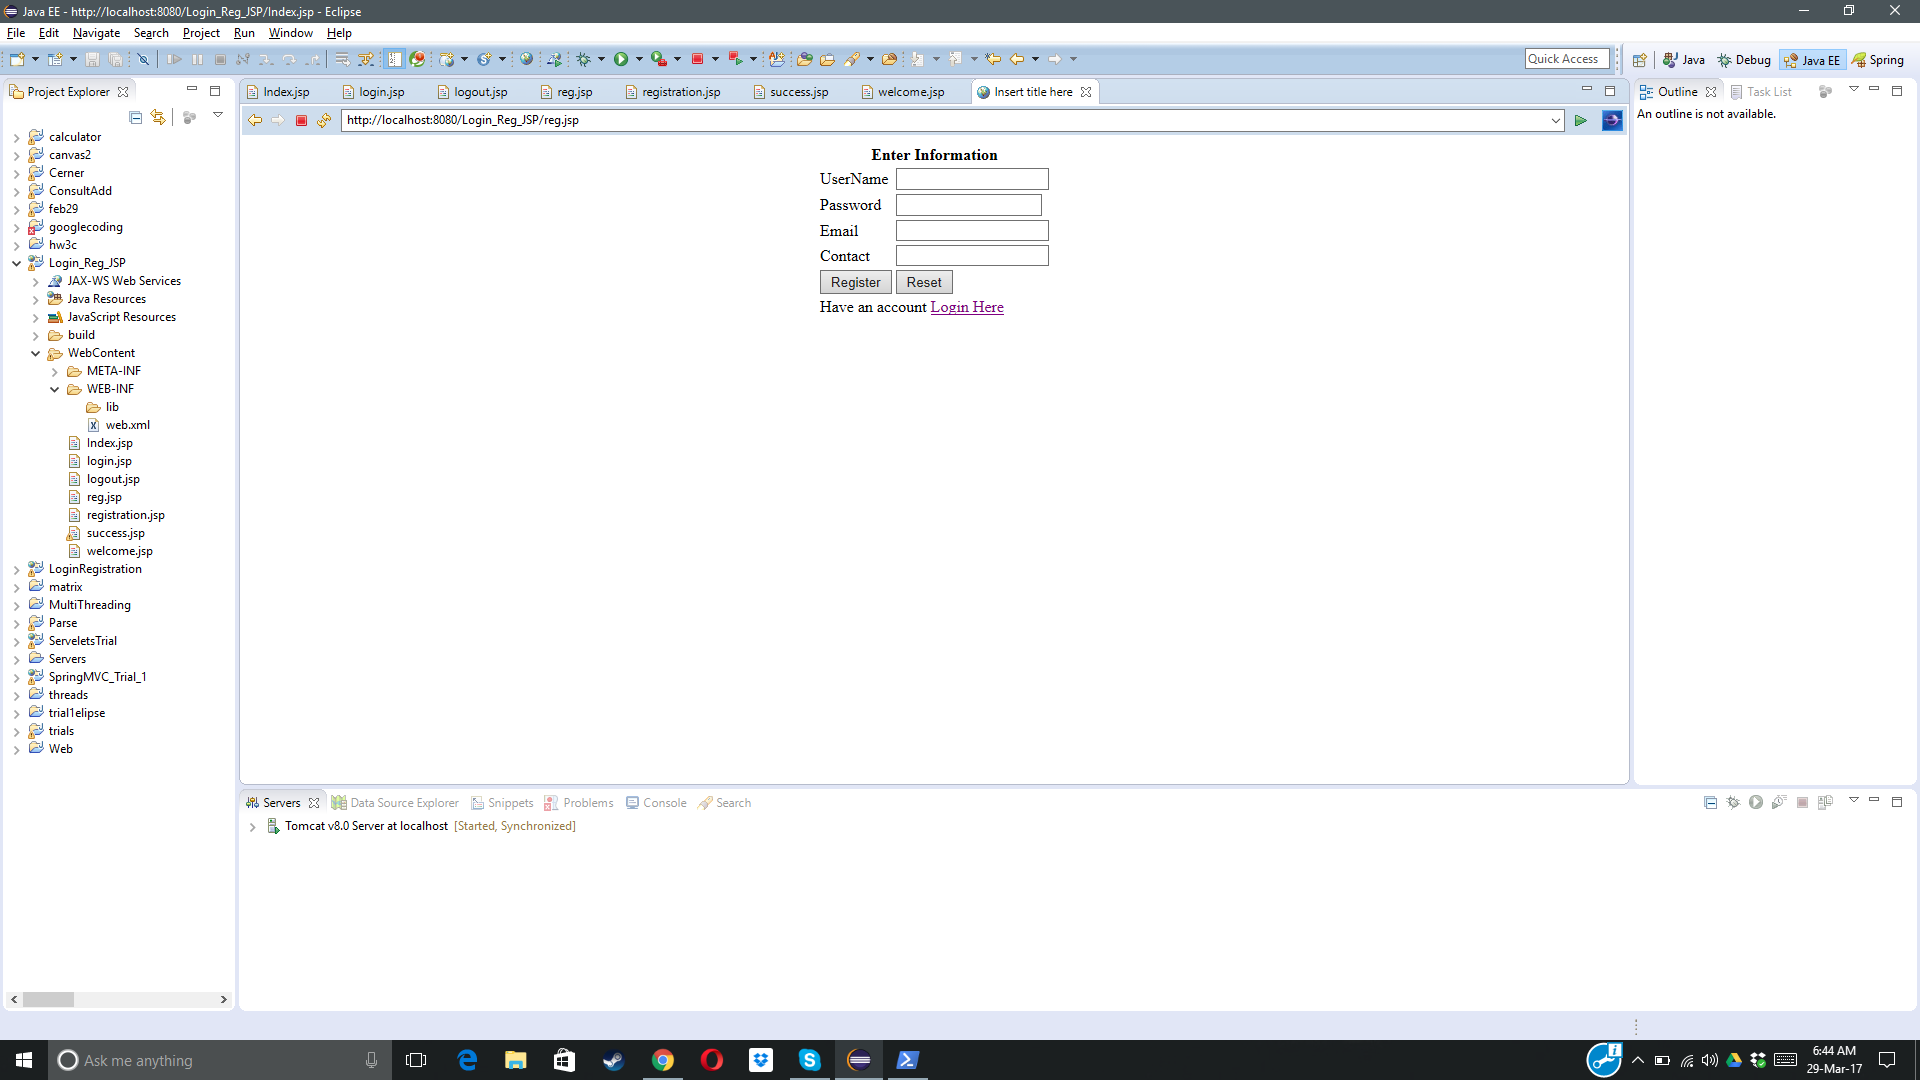 Java EE - http://localhost:8080/Login_Reg_JSP/Index.jsp - Eclipse
File Edit Navigate Search Project Run Window Help
Quick Access
Java Debug Java EE Spring
Project Explorer
Index.jsp login.jsp logout.jsp reg.jsp registration.jsp success.jsp welcome.jsp Insert title here
Outline Task List
An outline is not available.
http://localhost:8080/Login_Reg_JSP/reg.jsp
calculator
canvas2
Cerner
ConsultAdd
feb29
googlecoding
hw3c
Login_Reg_JSP
JAX-WS Web Services
Java Resources
JavaScript Resources
build
WebContent
META-INF
WEB-INF
lib
web.xml
Index.jsp
login.jsp
logout.jsp
reg.jsp
registration.jsp
success.jsp
welcome.jsp
LoginRegistration
matrix
MultiThreading
Parse
ServeletsTrial
Servers
SpringMVC_Trial_1
threads
trial1elipse
trials
Web
Enter Information
UserName
Password
Email
Contact
Register Reset
Have an account Login Here
Servers Data Source Explorer Snippets Problems Console Search
Tomcat v8.0 Server at localhost [Started, Synchronized]
Ask me anything
6:44 AM
29-Mar-17